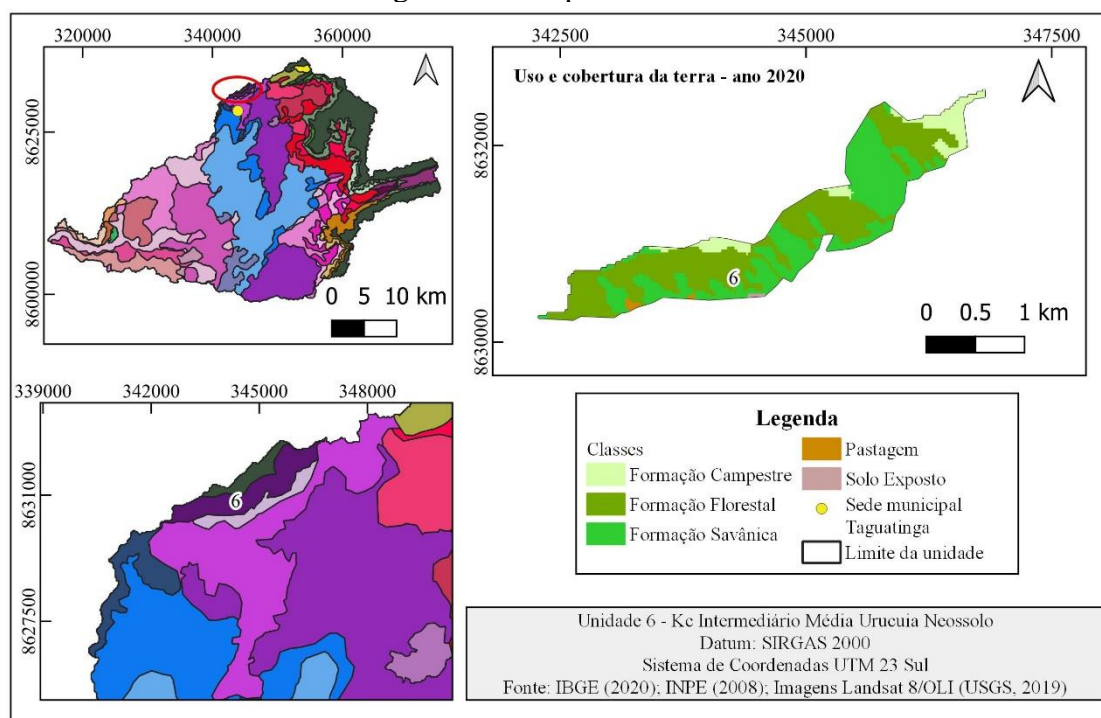 320000 340000 360000
8625000
8600000
0 5 10 km
342500 345000 347500
Uso e cobertura da terra - ano 2020
8632000
8630000
6
0 0.5 1 km
339000 342000 345000 348000
8631000
8627500
6
Legenda
Classes
Formação Campestre
Formação Florestal
Formação Savânica
Pastagem
Solo Exposto
Sede municipal
Taguatinga
Limite da unidade
Unidade 6 - Kc Intermediário Média Urucuia Neossolo
Datum: SIRGAS 2000
Sistema de Coordenadas UTM 23 Sul
Fonte: IBGE (2020); INPE (2008); Imagens Landsat 8/OLI (USGS, 2019)